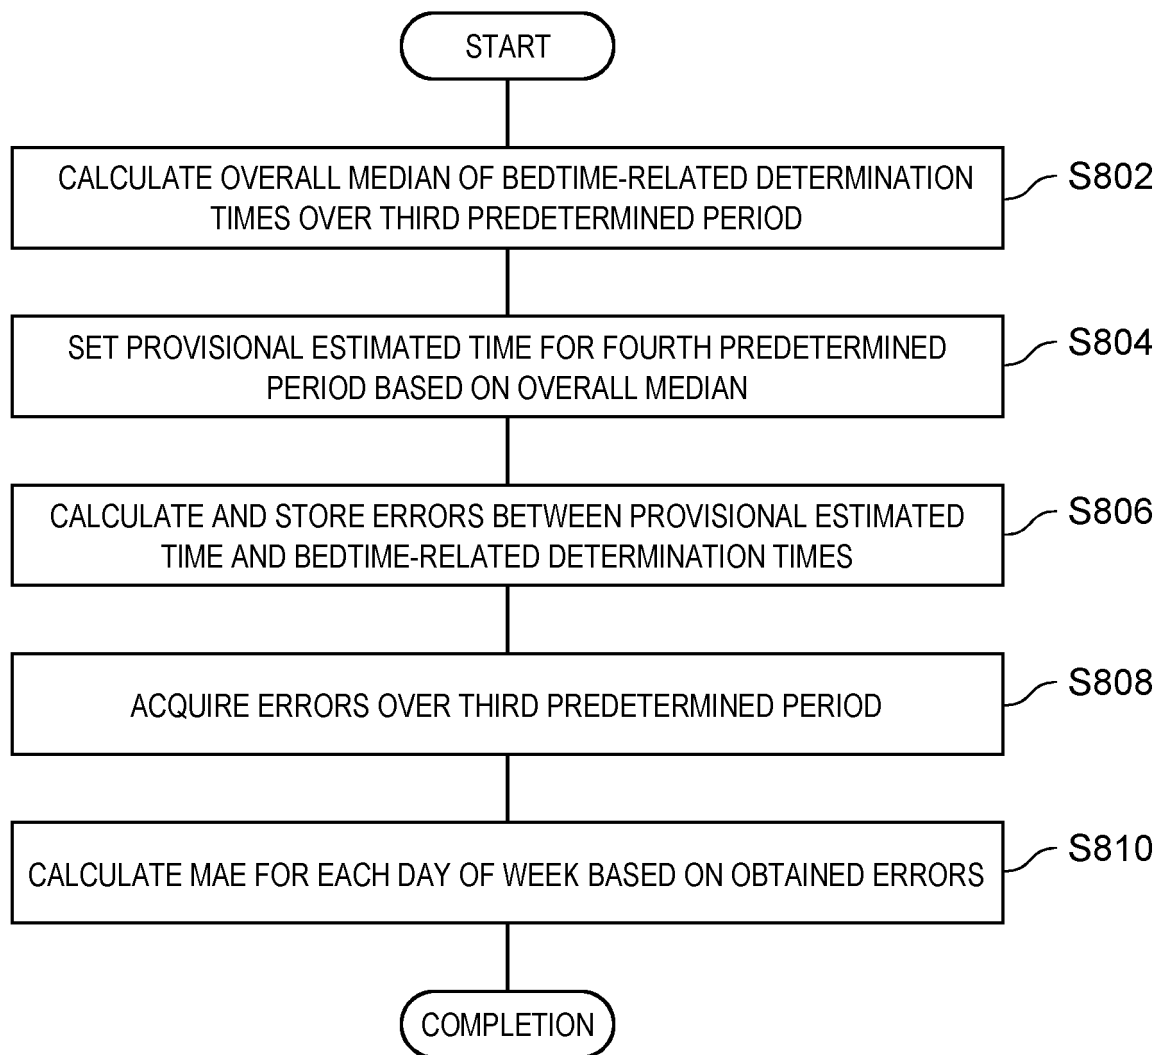 START
CALCULATE OVERALL MEDIAN OF BEDTIME-RELATED DETERMINATION
TIMES OVER THIRD PREDETERMINED PERIOD
S802
SET PROVISIONAL ESTIMATED TIME FOR FOURTH PREDETERMINED
PERIOD BASED ON OVERALL MEDIAN
S804
CALCULATE AND STORE ERRORS BETWEEN PROVISIONAL ESTIMATED
TIME AND BEDTIME-RELATED DETERMINATION TIMES
S806
ACQUIRE ERRORS OVER THIRD PREDETERMINED PERIOD
S808
CALCULATE MAE FOR EACH DAY OF WEEK BASED ON OBTAINED ERRORS
S810
COMPLETION